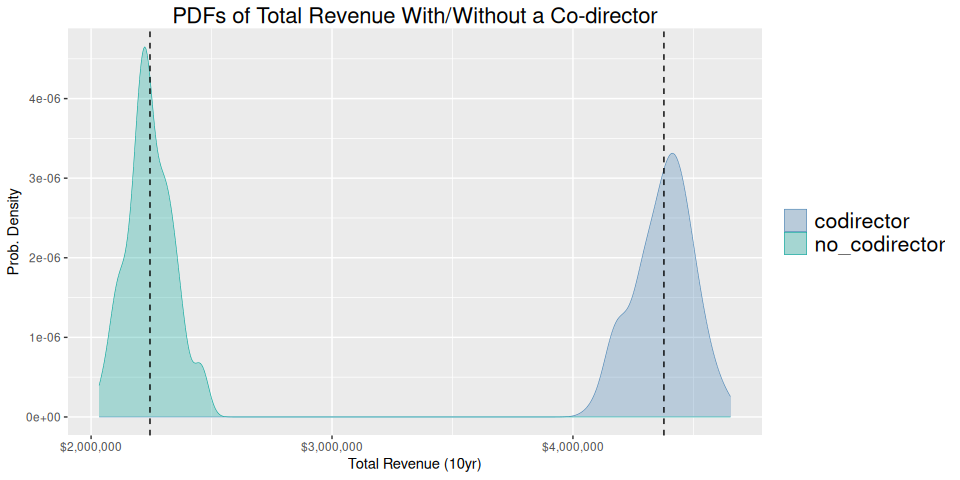 PDFs of Total Revenue With/Without a Co-director
Prob. Density
4e-06
3e-06
2e-06
1e-06
0e+00
$2,000,000
$3,000,000
$4,000,000
Total Revenue (10yr)
codirector
no_codirector